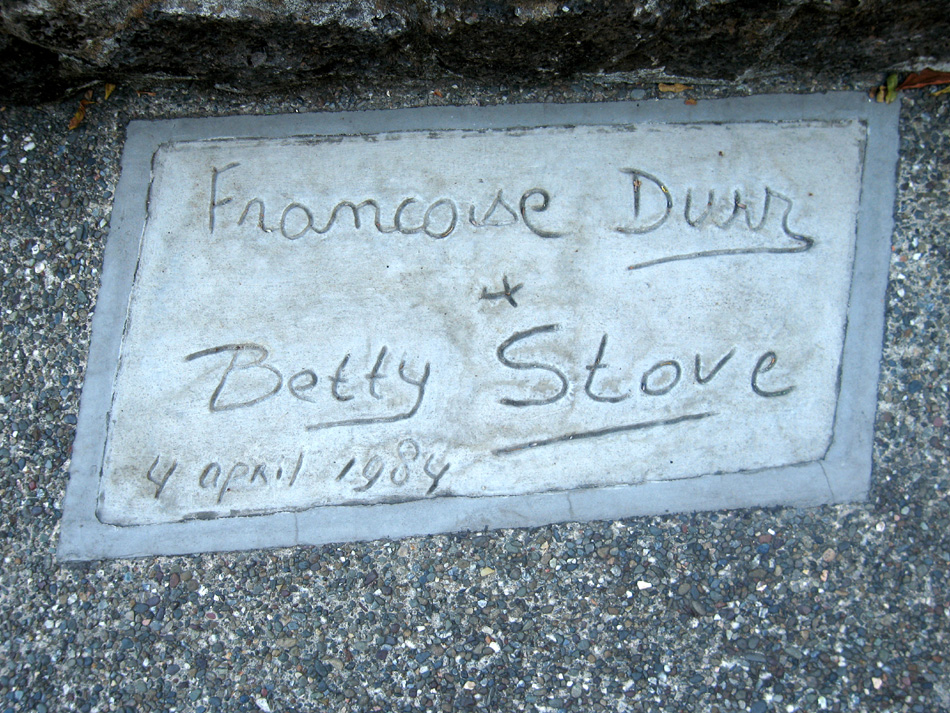 Francoise Durr
+
Betty Stove
4 april 1984